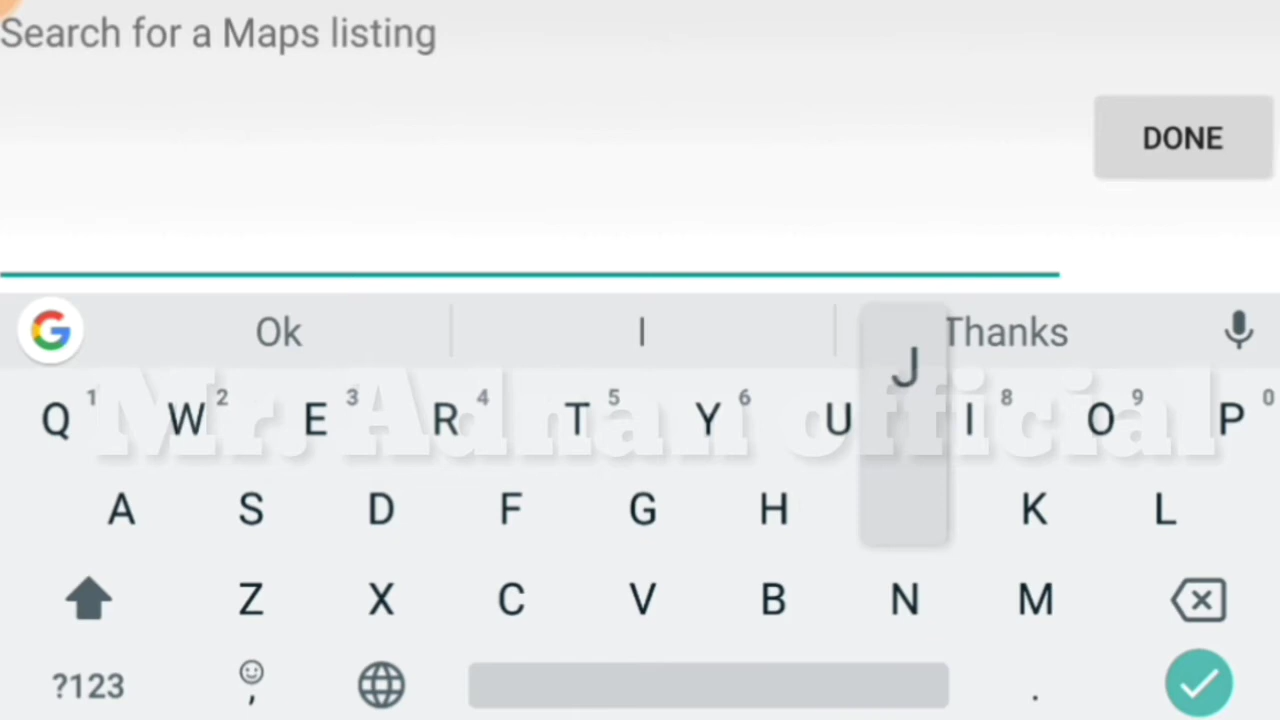 Search for a Maps listing
DONE
Ok I Thanks
J
Q 1 W 2 E 3 R 4 T 5 Y 6 U I 8 O 9 P 0
Mr. Adnan official
A S D F G H K L
Z X C V B N M
?123 , .